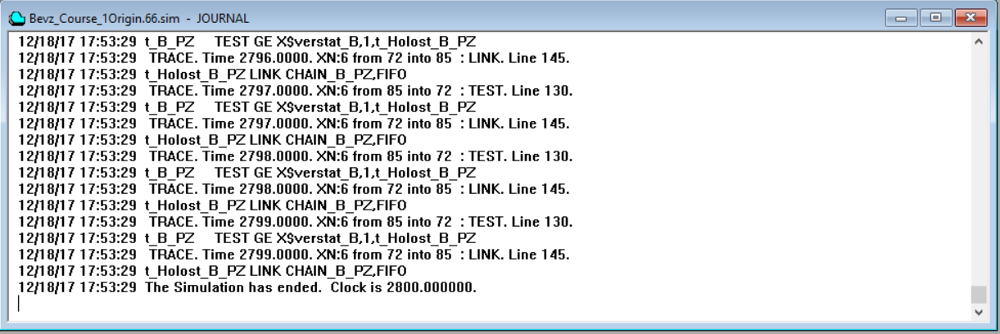 Bevz_Course_1Origin.66.sim - JOURNAL
12/18/17 17:53:29 t_B_PZ TEST GE X$verstat_B,1,t_Holost_B_PZ
12/18/17 17:53:29 TRACE. Time 2796.0000. XN:6 from 72 into 85 : LINK. Line 145.
12/18/17 17:53:29 t_Holost_B_PZ LINK CHAIN_B_PZ,FIFO
12/18/17 17:53:29 TRACE. Time 2797.0000. XN:6 from 85 into 72 : TEST. Line 130.
12/18/17 17:53:29 t_B_PZ TEST GE X$verstat_B,1,t_Holost_B_PZ
12/18/17 17:53:29 TRACE. Time 2797.0000. XN:6 from 72 into 85 : LINK. Line 145.
12/18/17 17:53:29 t_Holost_B_PZ LINK CHAIN_B_PZ,FIFO
12/18/17 17:53:29 TRACE. Time 2798.0000. XN:6 from 85 into 72 : TEST. Line 130.
12/18/17 17:53:29 t_B_PZ TEST GE X$verstat_B,1,t_Holost_B_PZ
12/18/17 17:53:29 TRACE. Time 2798.0000. XN:6 from 72 into 85 : LINK. Line 145.
12/18/17 17:53:29 t_Holost_B_PZ LINK CHAIN_B_PZ,FIFO
12/18/17 17:53:29 TRACE. Time 2799.0000. XN:6 from 85 into 72 : TEST. Line 130.
12/18/17 17:53:29 t_B_PZ TEST GE X$verstat_B,1,t_Holost_B_PZ
12/18/17 17:53:29 TRACE. Time 2799.0000. XN:6 from 72 into 85 : LINK. Line 145.
12/18/17 17:53:29 t_Holost_B_PZ LINK CHAIN_B_PZ,FIFO
12/18/17 17:53:29 The Simulation has ended. Clock is 2800.000000.